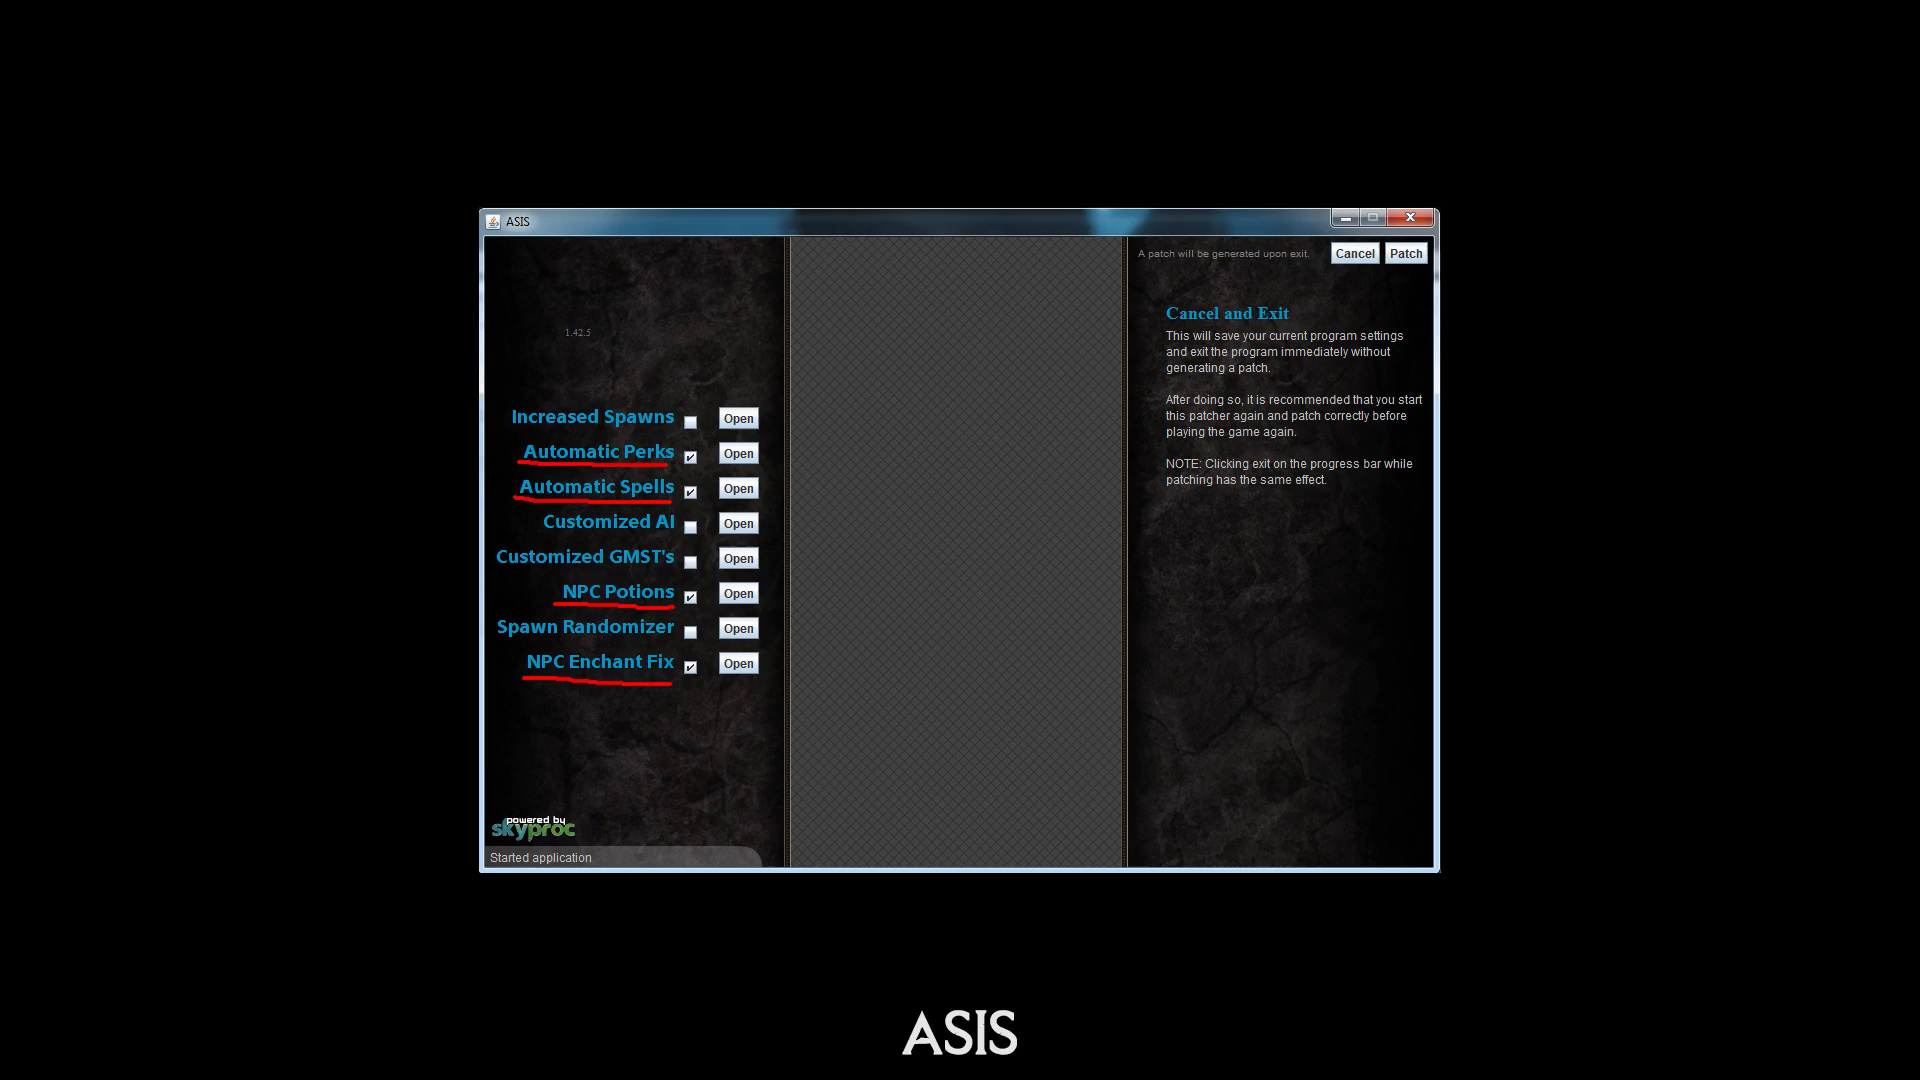 ASIS
A patch will be generated upon exit.
Cancel
Patch
1.42.5
Increased Spawns
Open
Automatic Perks
Open
Automatic Spells
Open
Customized AI
Open
Customized GMST's
Open
NPC Potions
Open
Spawn Randomizer
Open
NPC Enchant Fix
Open
powered by
skyproc
Started application
Cancel and Exit
This will save your current program settings
and exit the program immediately without
generating a patch.
After doing so, it is recommended that you start
this patcher again and patch correctly before
playing the game again.
NOTE: Clicking exit on the progress bar while
patching has the same effect.
ASIS